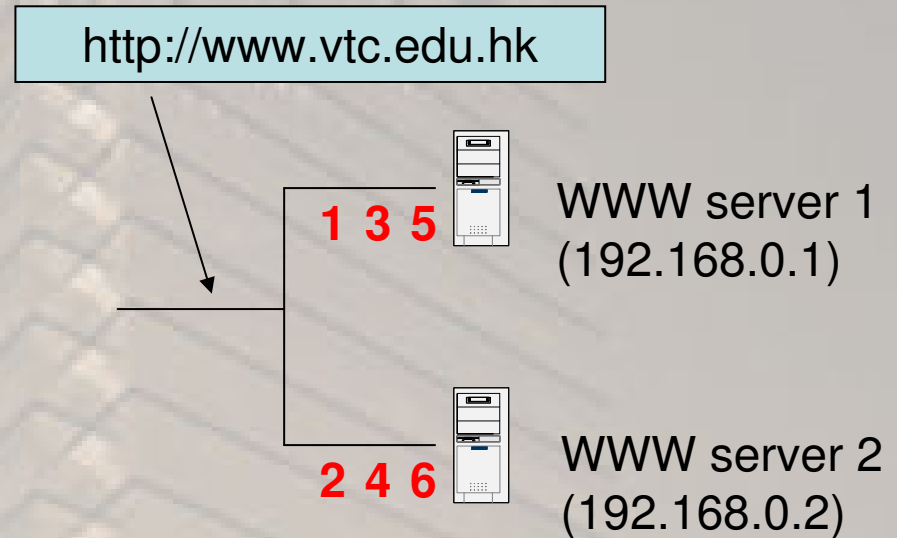 http://www.vtc.edu.hk
1 3 5
WWW server 1
(192.168.0.1)
2 4 6
WWW server 2
(192.168.0.2)